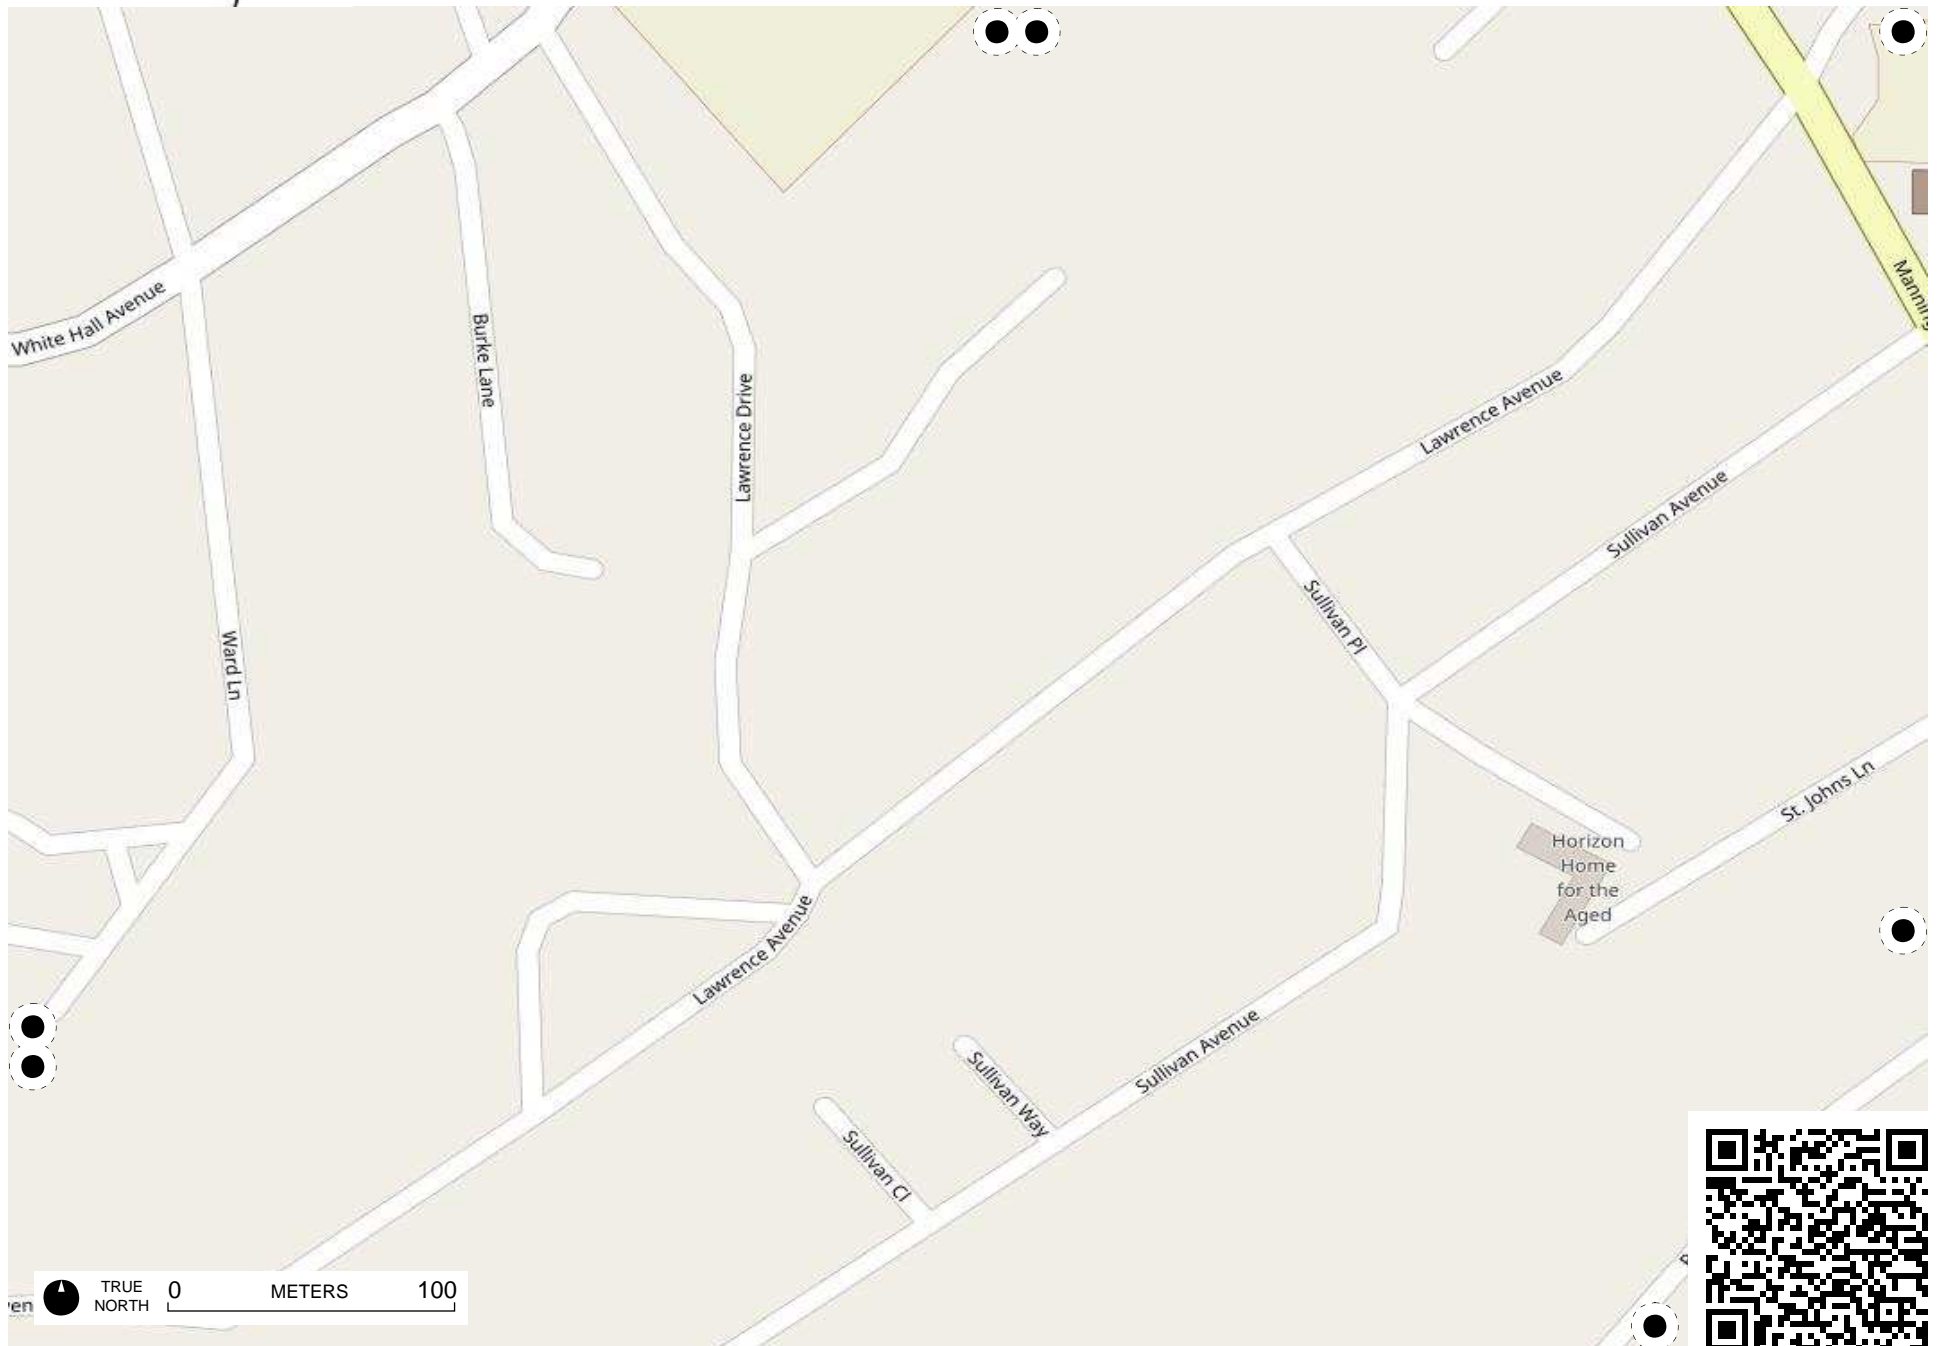 White Hall Avenue
Burke Lane
Lawrence Drive
Manning
Lawrence Avenue
Sullivan Avenue
Sullivan Pl
Ward Ln
St. Johns Ln
Horizon
Home
for the
Aged
Lawrence Avenue
Sullivan Avenue
Sullivan Way
Sullivan Cl
TRUE
NORTH
0 METERS 100